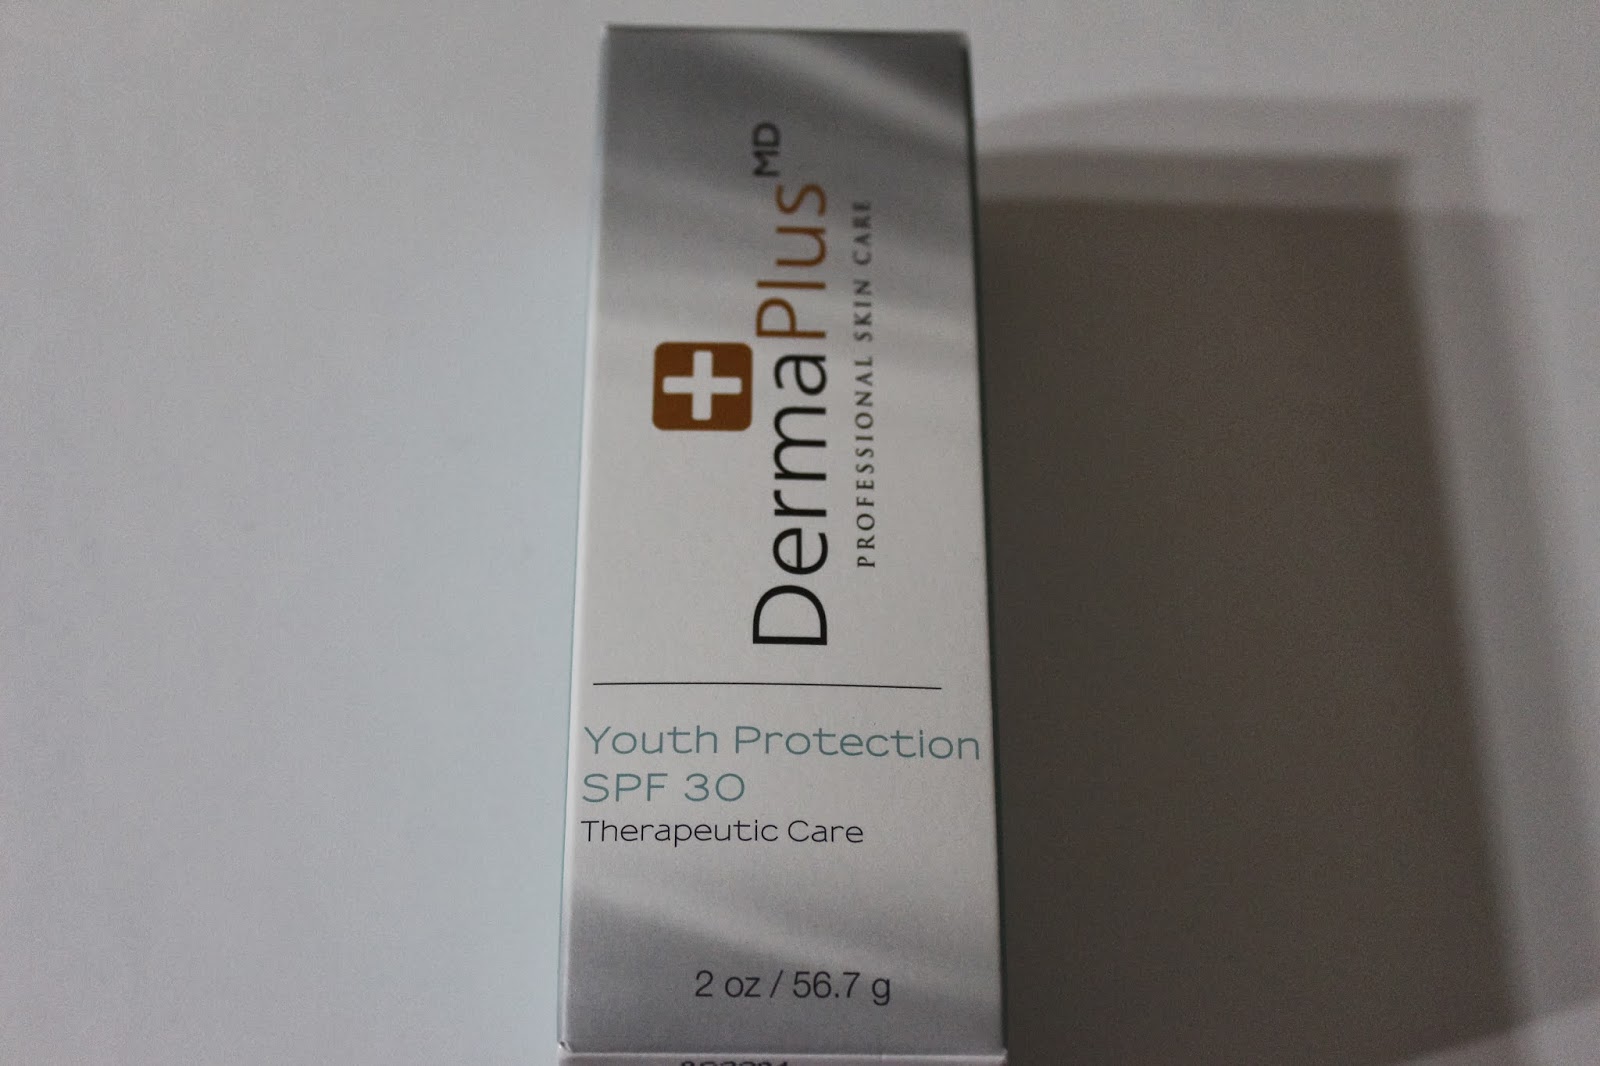 DermaPlus MD
PROFESSIONAL SKIN CARE
Youth Protection
SPF 30
Therapeutic Care
2 oz / 56.7 g